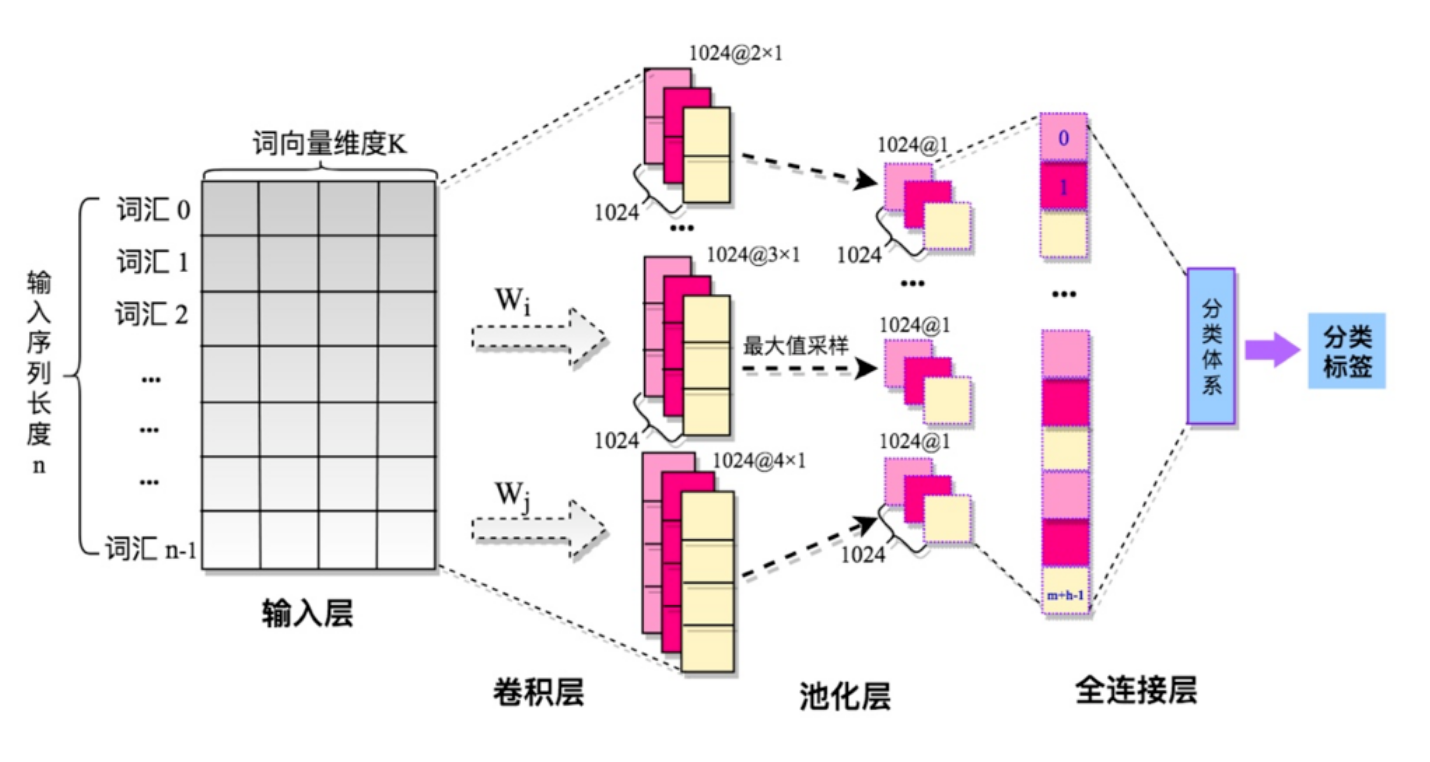 词向量维度K
输入序列长度n
词汇 0
词汇 1
词汇 2
...
...
...
词汇 n-1
输入层
Wi
Wj
1024@2×1
1024
...
1024@3×1
1024
1024@4×1
卷积层
最大值采样
1024@1
1024
...
1024@1
1024@1
1024
池化层
0
1
...
m+h-1
全连接层
分类体系
分类
标签